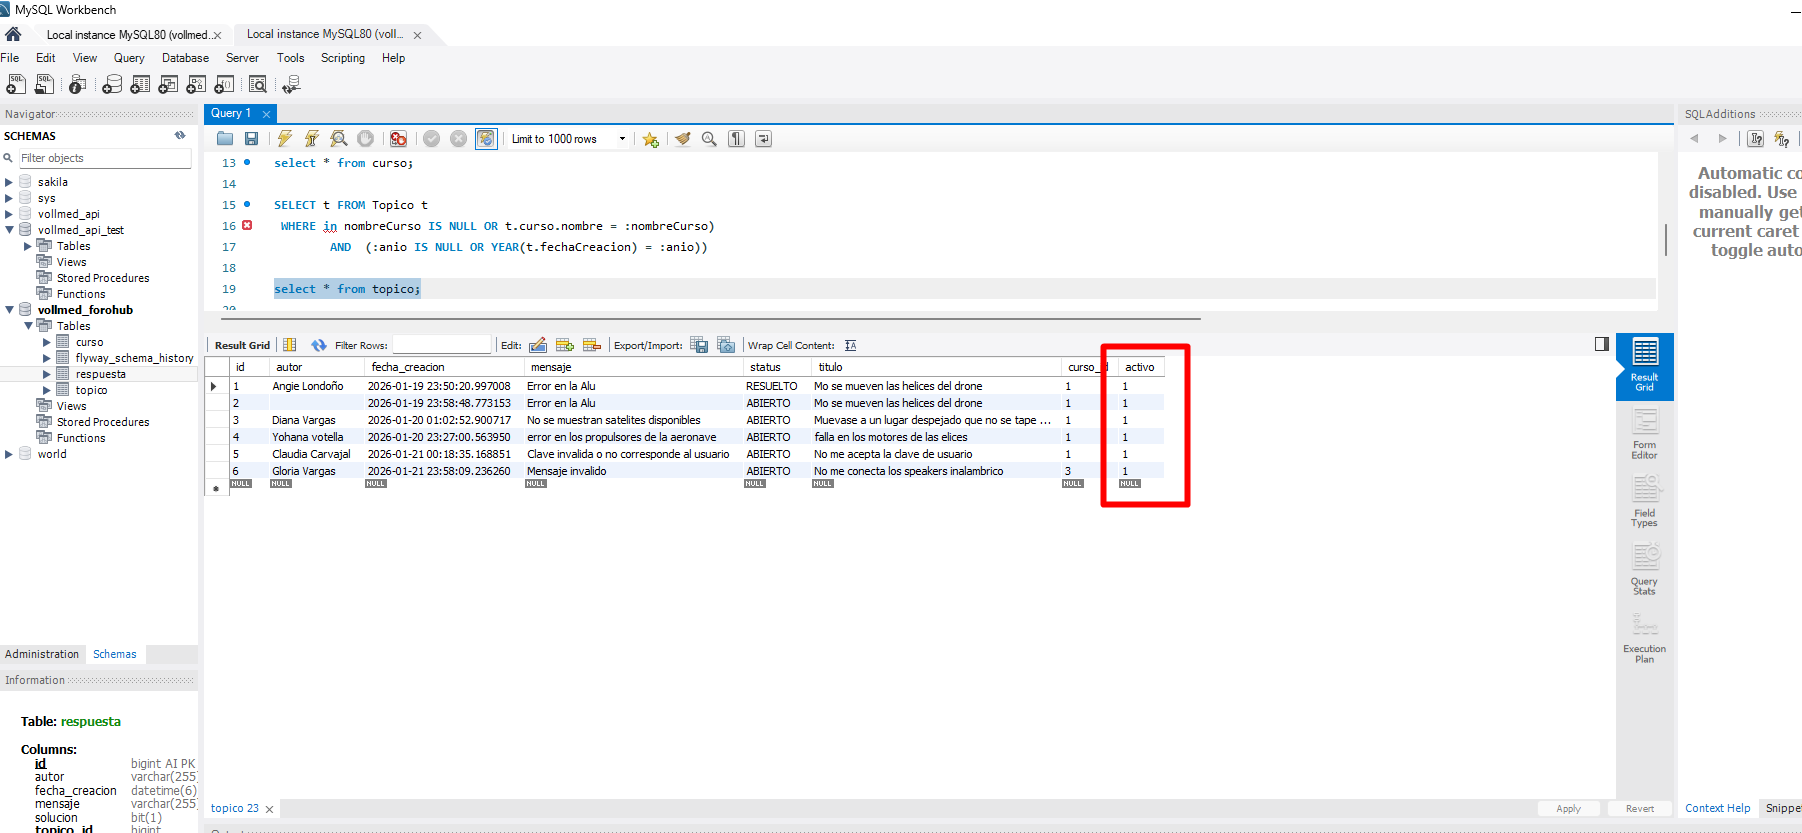 MySQL Workbench
Local instance MySQL80 (vollmed... ×
Local instance MySQL80 (voll... ×
File Edit View Query Database Server Tools Scripting Help
Navigator
SCHEMAS
Filter objects
sakila
sys
vollmed_api
vollmed_api_test
Tables
Views
Stored Procedures
Functions
vollmed_forohub
Tables
curso
flyway_schema_history
respuesta
topico
Views
Stored Procedures
Functions
world
Administration Schemas
Information
Table: respuesta
Columns:
id bigint AI PK
autor varchar(255)
fecha_creacion datetime(6)
mensaje varchar(255)
solucion bit(1)
topico_id bigint
Query 1 ×
Limit to 1000 rows
13 select * from curso;
14
15 SELECT t FROM Topico t
16 WHERE in nombreCurso IS NULL OR t.curso.nombre = :nombreCurso)
17 AND (:anio IS NULL OR YEAR(t.fechaCreacion) = :anio))
18
19 select * from topico;
20
Result Grid Filter Rows: Edit: Export/Import: Wrap Cell Content:
id autor fecha_creacion mensaje status titulo curso_id activo
1 Angie Londoño 2026-01-19 23:50:20.997008 Error en la Alu RESUELTO Mo se mueven las helices del drone 1 1
2 2026-01-19 23:58:48.773153 Error en la Alu ABIERTO Mo se mueven las helices del drone 1 1
3 Diana Vargas 2026-01-20 01:02:52.900717 No se muestran satelites disponibles ABIERTO Muevase a un lugar despejado que no se tape ... 1 1
4 Yohana votella 2026-01-20 23:27:00.563950 error en los propulsores de la aeronave ABIERTO falla en los motores de las elices 1 1
5 Claudia Carvajal 2026-01-21 00:18:35.168851 Clave invalida o no corresponde al usuario ABIERTO No me acepta la clave de usuario 1 1
6 Gloria Vargas 2026-01-21 23:58:09.236260 Mensaje invalido ABIERTO No me conecta los speakers inalambrico 3 1
NULL NULL NULL NULL NULL NULL NULL NULL
Result Grid
Form Editor
Field Types
Query Stats
Execution Plan
topico 23 ×
Apply Revert
SQLAdditions
Automatic co
disabled. Use
manually get
current caret
toggle auto
Context Help Snippe